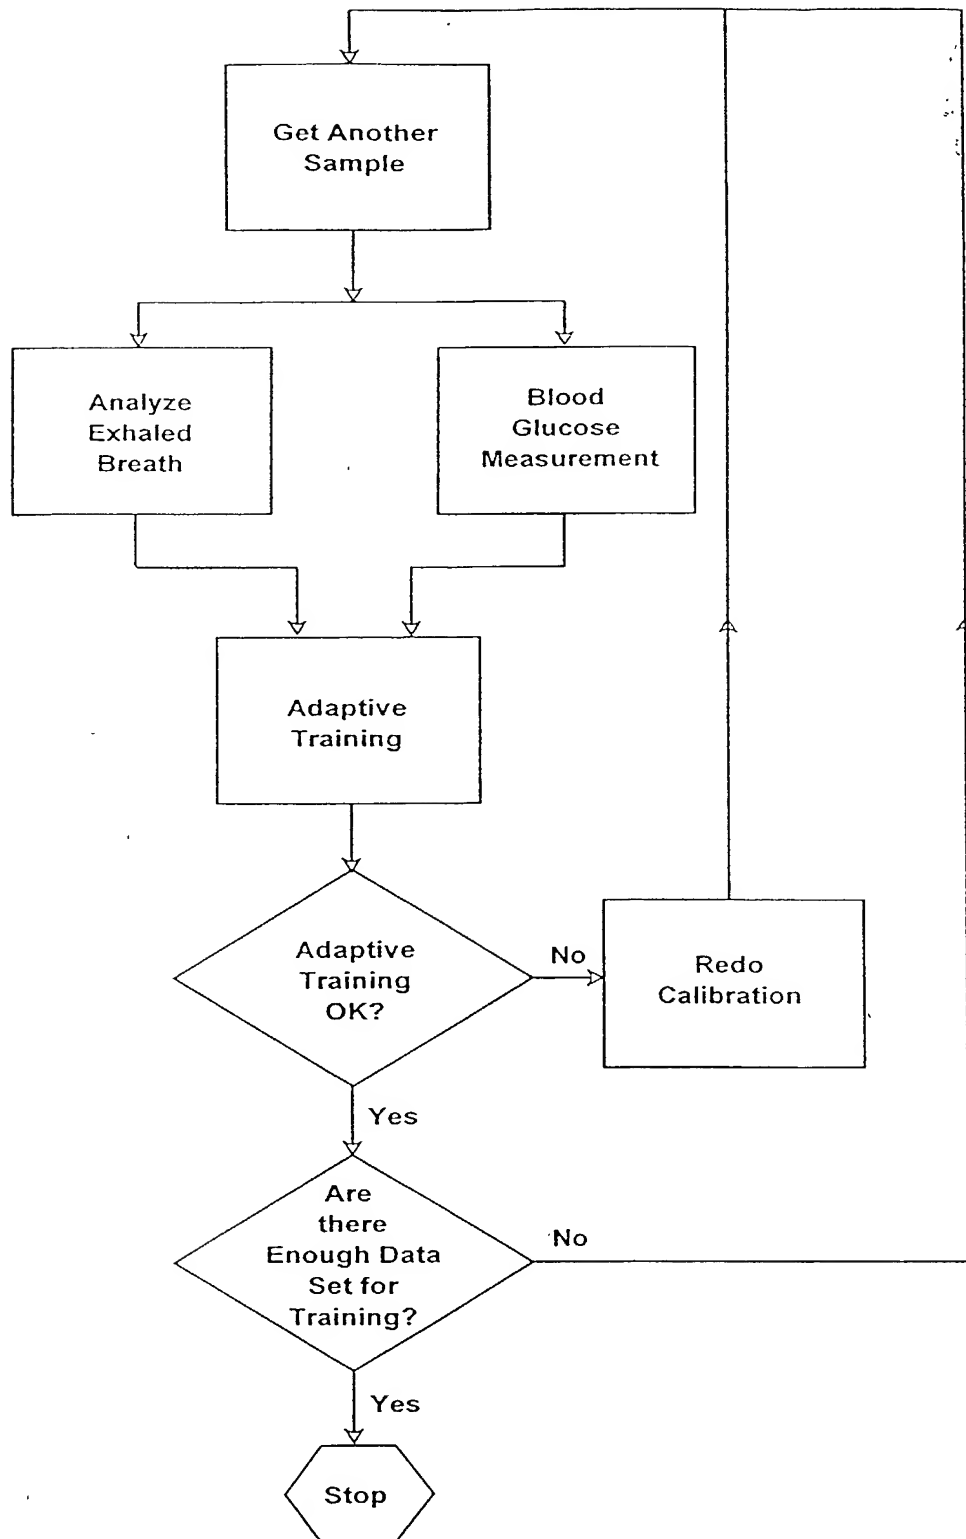 Get Another
Sample
Analyze
Exhaled
Breath
Blood
Glucose
Measurement
Adaptive
Training
Adaptive
Training
OK?
No
Redo
Calibration
Yes
Are
there
Enough Data
Set for
Training?
No
Yes
Stop